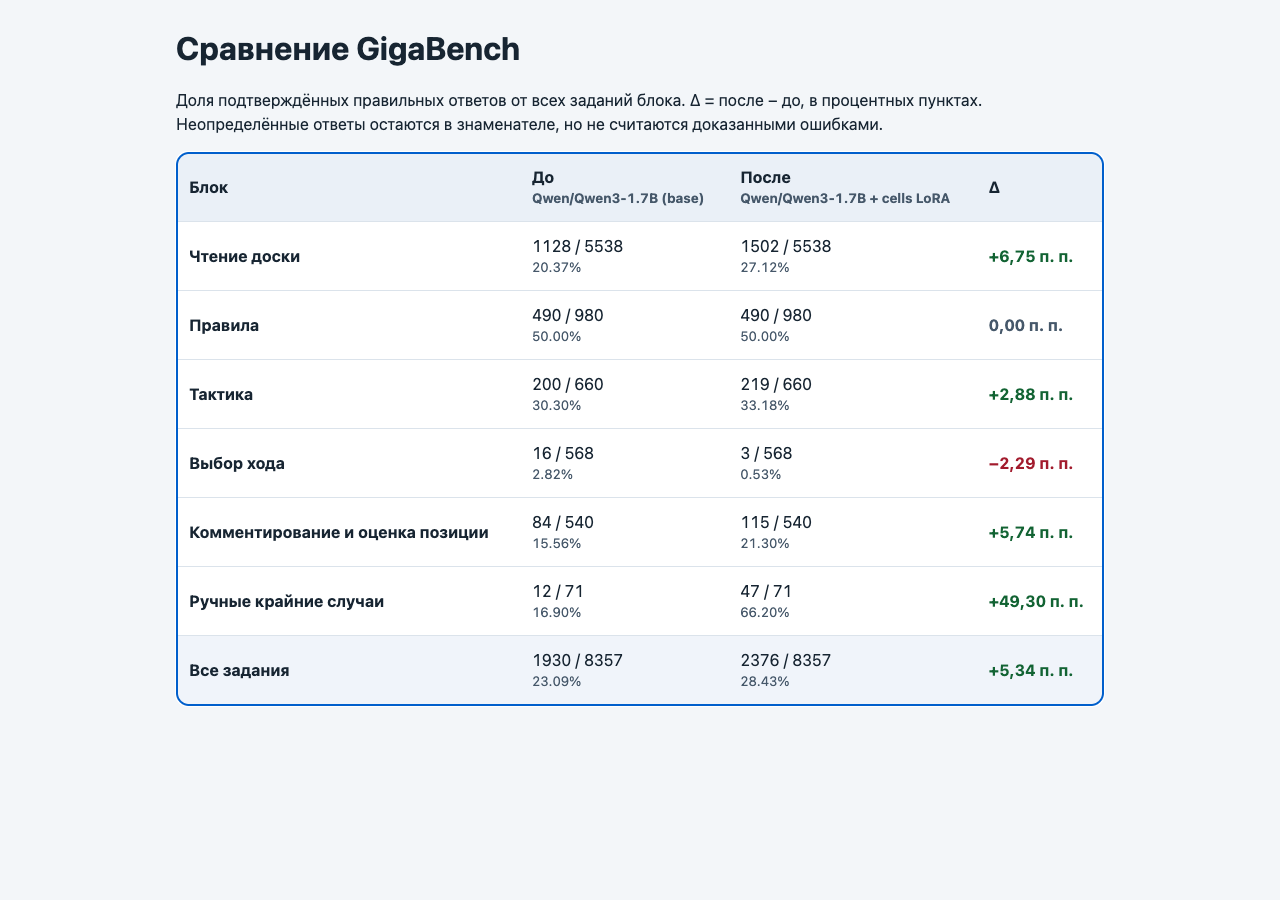 Сравнение GigaBench
Доля подтверждённых правильных ответов от всех заданий блока. Δ = после – до, в процентных пунктах.
Неопределённые ответы остаются в знаменателе, но не считаются доказанными ошибками.
Блок
До
Qwen/Qwen3-1.7B (base)
После
Qwen/Qwen3-1.7B + cells LoRA
Δ
Чтение доски
1128 / 5538
20.37%
1502 / 5538
27.12%
+6,75 п. п.
Правила
490 / 980
50.00%
490 / 980
50.00%
0,00 п. п.
Тактика
200 / 660
30.30%
219 / 660
33.18%
+2,88 п. п.
Выбор хода
16 / 568
2.82%
3 / 568
0.53%
−2,29 п. п.
Комментирование и оценка позиции
84 / 540
15.56%
115 / 540
21.30%
+5,74 п. п.
Ручные крайние случаи
12 / 71
16.90%
47 / 71
66.20%
+49,30 п. п.
Все задания
1930 / 8357
23.09%
2376 / 8357
28.43%
+5,34 п. п.